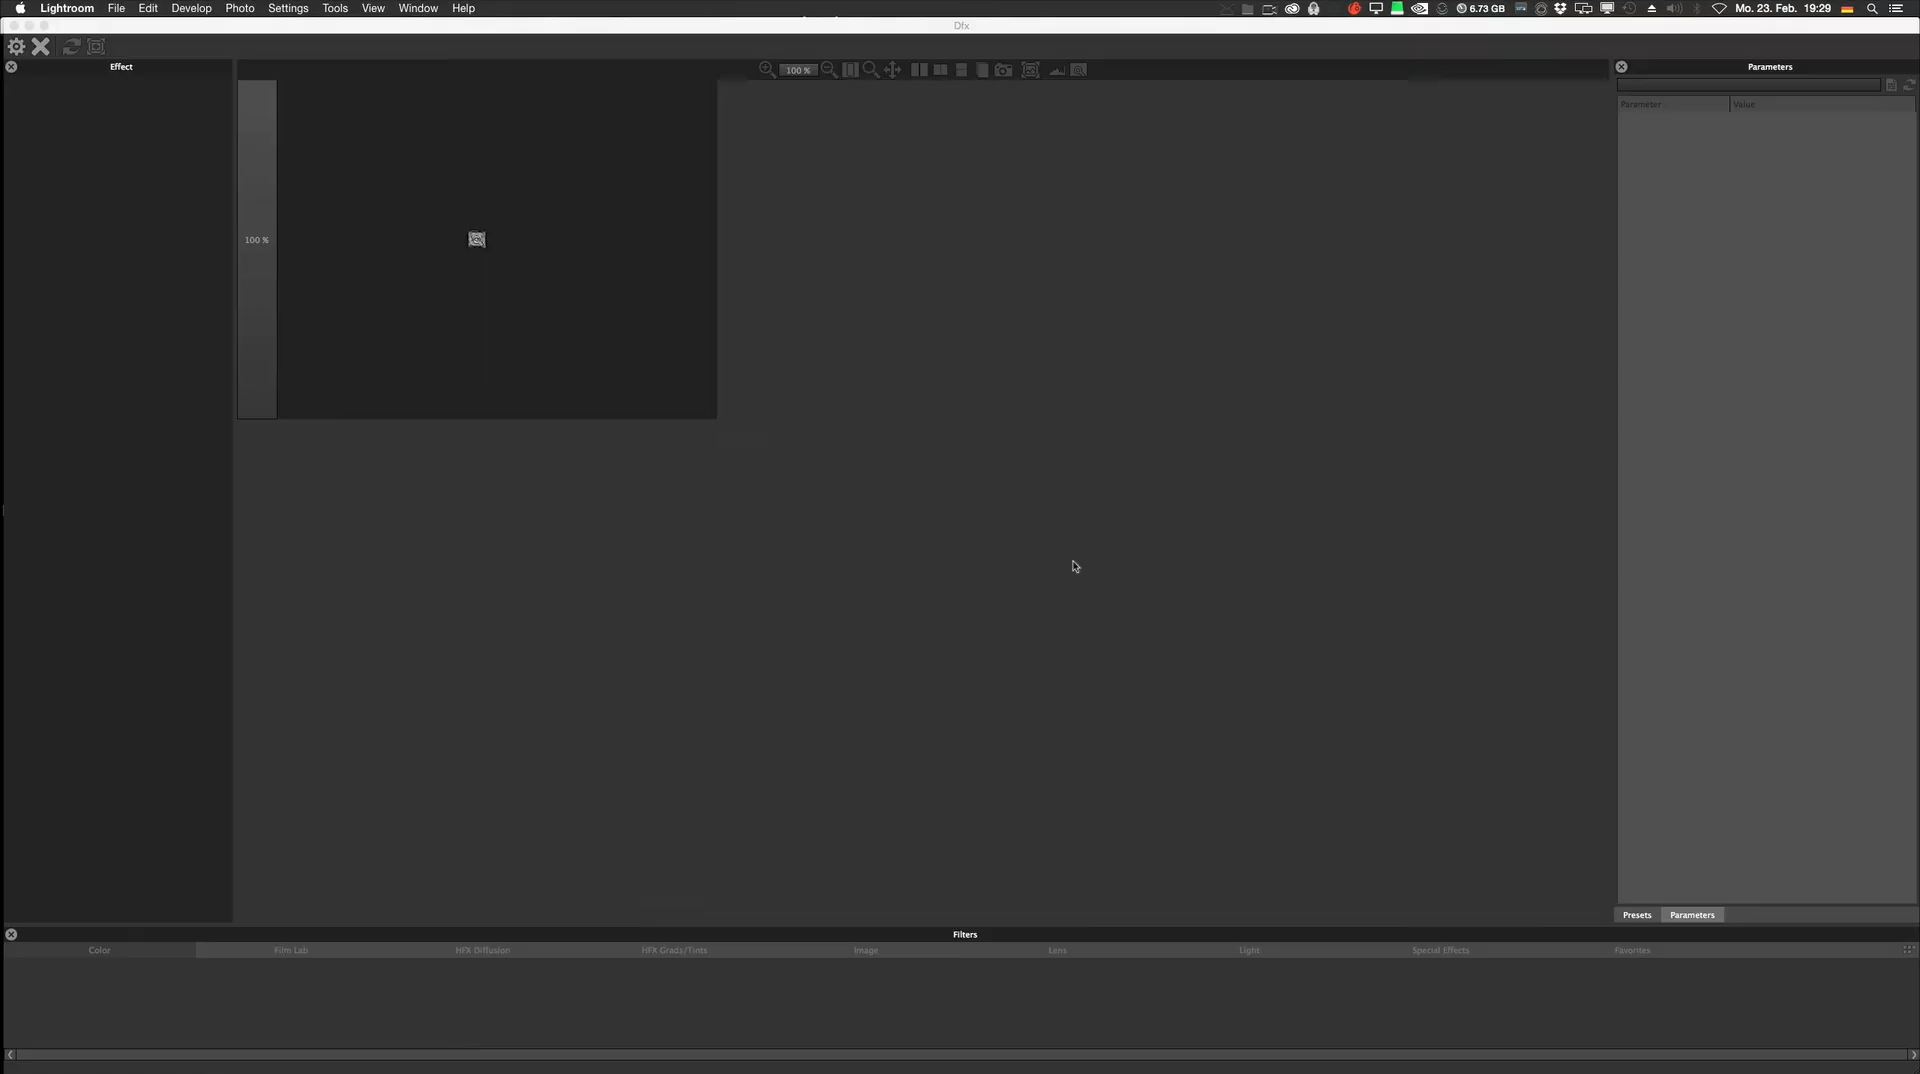 Lightroom File Edit Develop Photo Settings Tools View Window Help 6.73 GB Mo. 23. Feb. 19:29
Dfx
Effect
100 %
Parameters
Parameter Value
100 %
Presets Parameters
Filters
Color Film Lab HFX Diffusion HFX Grads/Tints Image Lens Light Special Effects Favorites